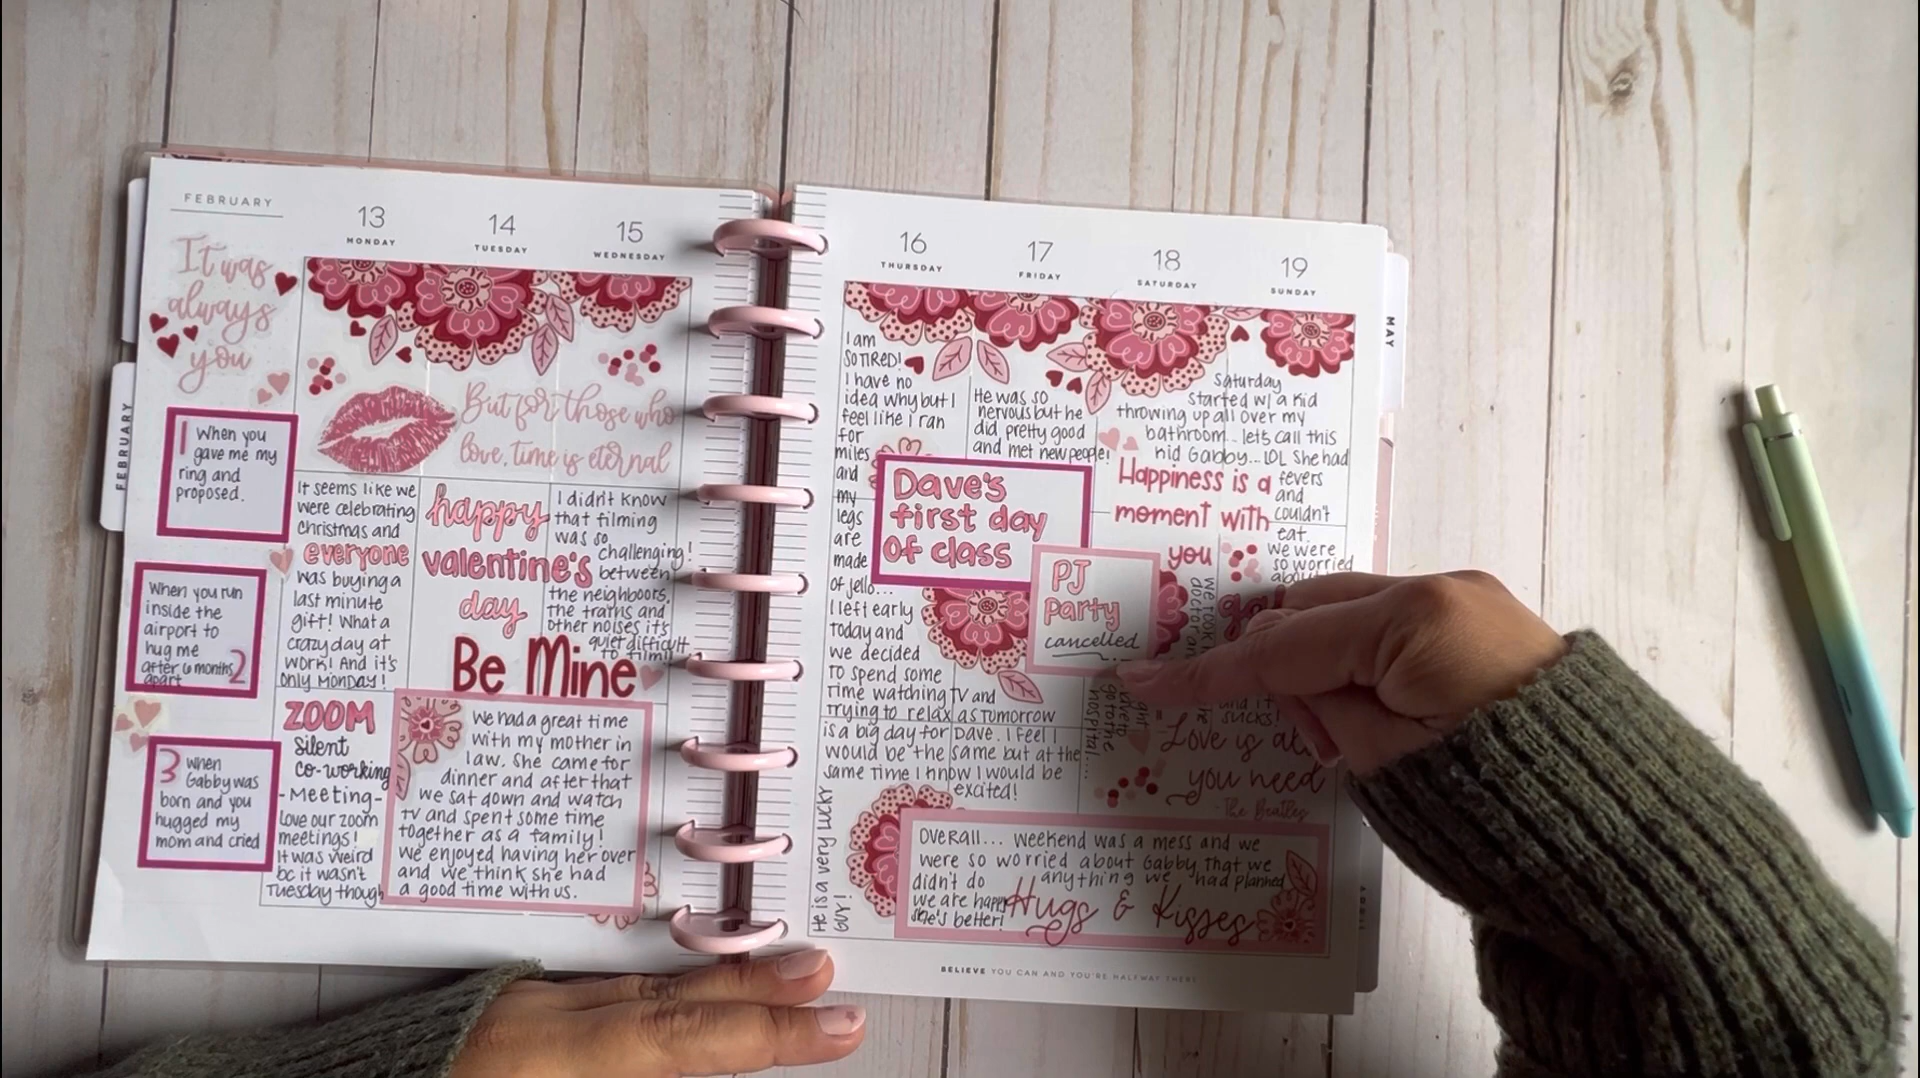 FEBRUARY
13
MONDAY
14
TUESDAY
15
WEDNESDAY
It was
always
you
But for those who
love, time is eternal
1 When you
gave me my
ring and
proposed.
When you run
inside the
airport to
hug me
after 6 months
apart 2
3 when
Gabby was
born and you
hugged my
mom and cried
FEBRUARY
It seems like we
were celebrating
christmas and
everyone
was buying a
last minute
gift! What a
crazy day at
work! And it's
only Monday!
ZOOM
Silent
co-working
-Meeting-
Love our zoom
meetings!
It was weird
bc it wasn't
Tuesday though
happy
valentine's
day
Be Mine
I didn't know
that filming
was so
challenging!
between
the neighbors,
the trains and
other noises it's
quiet difficult
to film!
We had a great time
with my mother in
law. She came for
dinner and after that
we sat down and watch
tv and spent some time
together as a family!
We enjoyed having her over
and we think she had
a good time with us.
16
THURSDAY
17
FRIDAY
18
SATURDAY
19
SUNDAY
I am
SO TIRED!
I have no
idea why but I
feel like I ran
for
miles
and
my
legs
are
made
of jello...
I left early
today and
we decided
to spend some
time watching TV and
trying to relax as tomorrow
is a big day for Dave. I feel I
would be the same but at the
same time I know I would be
excited!
He was so
nervous but he
did pretty good
and met new people!
Dave's
first day
of class
PJ
party
cancelled
He is a very lucky
guy!
Saturday
started w/ a kid
throwing up all over my
bathroom... lets call this
kid Gabby... LOL She had
fevers
and
couldn't
eat.
we were
so worried
Happiness is a
moment with
you
we took
doctor
go to the
hospital...
and it
sucks!
Love is
you need
-The Beatles
Overall... weekend was a mess and we
were so worried about Gabby that we
didn't do anything we had planned
we are happy
she's better!
Hugs & Kisses
BELIEVE YOU CAN AND YOU'RE HALFWAY THERE
MAY